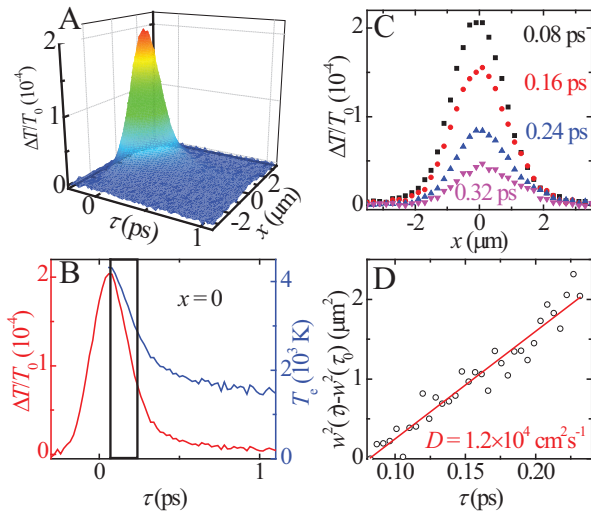 A
ΔT/T₀ (10⁻⁴)
2
1
0
0
1
τ (ps)
-2
0
2
x (μm)
B
x = 0
ΔT/T₀ (10⁻⁴)
2
1
0
0
1
τ (ps)
4
2
0
Tₑ (10³ K)
C
0.08 ps
0.16 ps
0.24 ps
0.32 ps
ΔT/T₀ (10⁻⁴)
2
1
0
-2
0
2
x (μm)
D
w²(τ)-w²(τ₀) (μm²)
2
1
0
D = 1.2×10⁴ cm²s⁻¹
0.10
0.15
0.20
τ (ps)